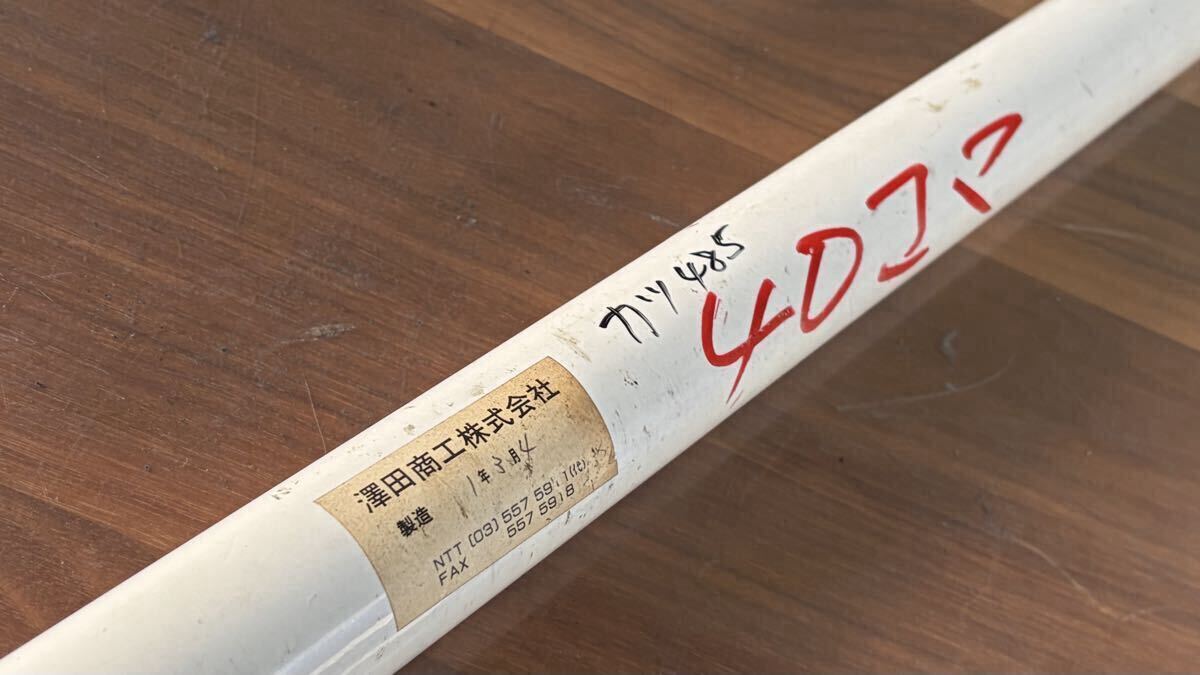 カツ485
40コマ
澤田商工株式会社
製造 1年3月4
NTT (03) 557 5911(代)
FAX 557 5918